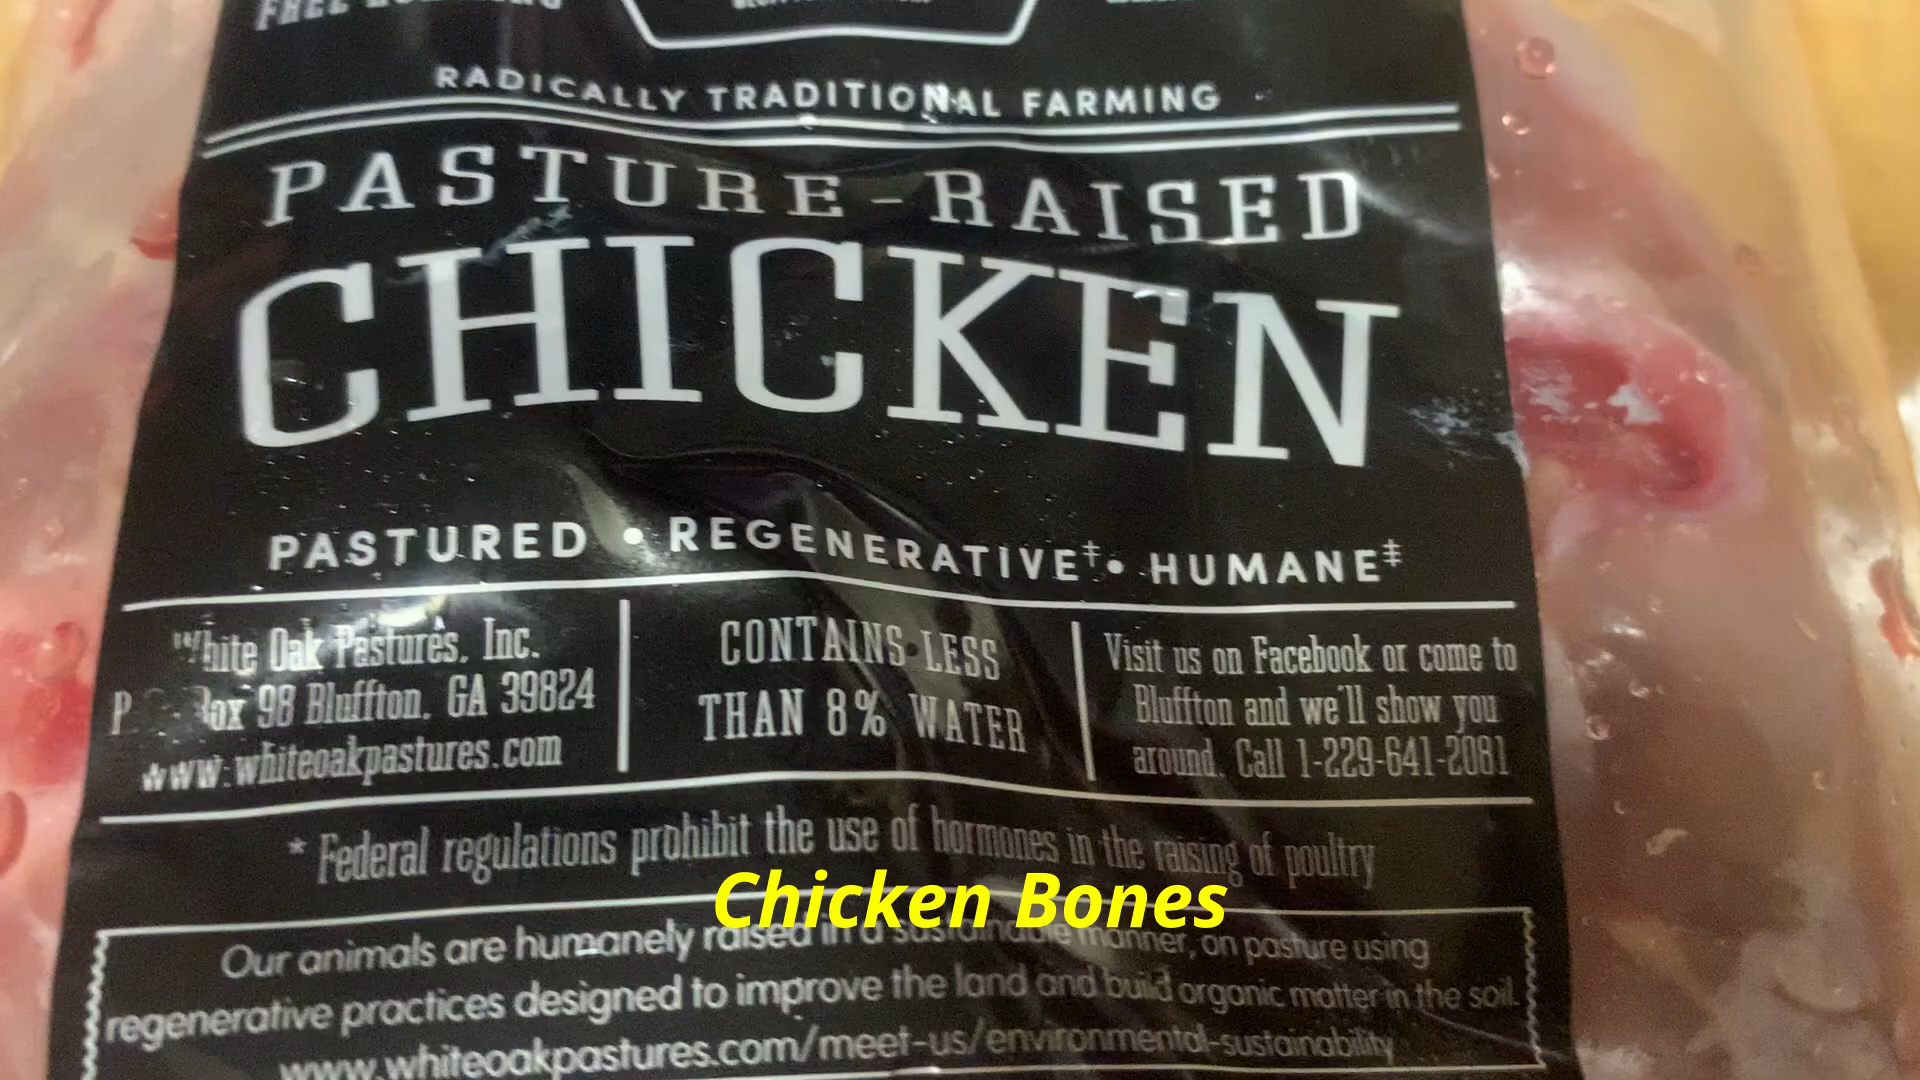 RADICALLY TRADITIONAL FARMING
PASTURE-RAISED
CHICKEN
PASTURED • REGENERATIVE‡• HUMANE⹋
White Oak Pastures, Inc.
P Box 98 Bluffton, GA 39824
www.whiteoakpastures.com
CONTAINS LESS
THAN 8% WATER
Visit us on Facebook or come to
Bluffton and we'll show you
around. Call 1-229-641-2081
* Federal regulations prohibit the use of hormones in the raising of poultry
Chicken Bones
Our animals are humanely raised in a sustainable manner, on pasture using
regenerative practices designed to improve the land and build organic matter in the soil.
www.whiteoakpastures.com/meet-us/environmental-sustainability